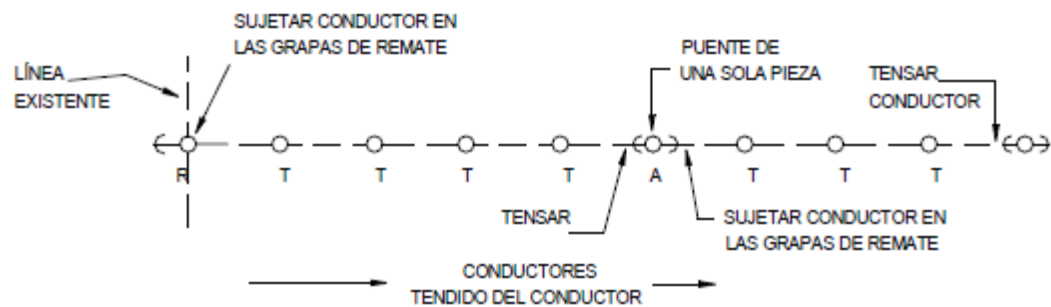 SUJETAR CONDUCTOR EN
LAS GRAPAS DE REMATE
LÍNEA
EXISTENTE
PUENTE DE
UNA SOLA PIEZA
TENSAR
CONDUCTOR
R T T T T A T T T
TENSAR
SUJETAR CONDUCTOR EN
LAS GRAPAS DE REMATE
CONDUCTORES
TENDIDO DEL CONDUCTOR